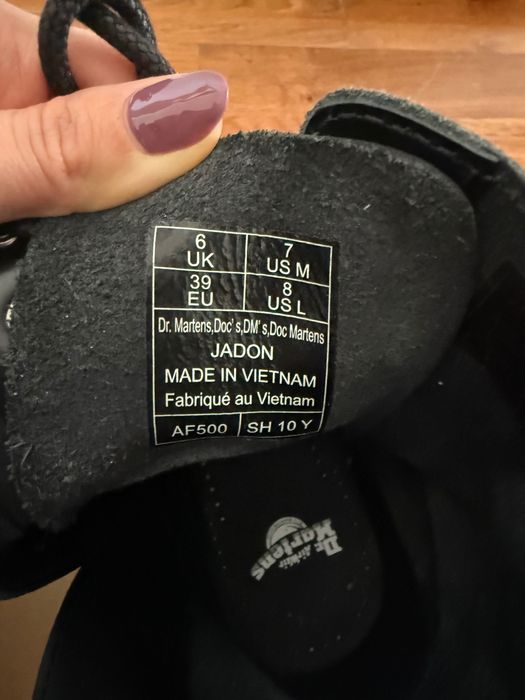 6 UK 7 US M
39 EU 8 US L
Dr. Martens,Doc's,DM's,Doc Martens
JADON
MADE IN VIETNAM
Fabriqué au Vietnam
AF500 SH 10 Y
Dr. Martens
AirWair